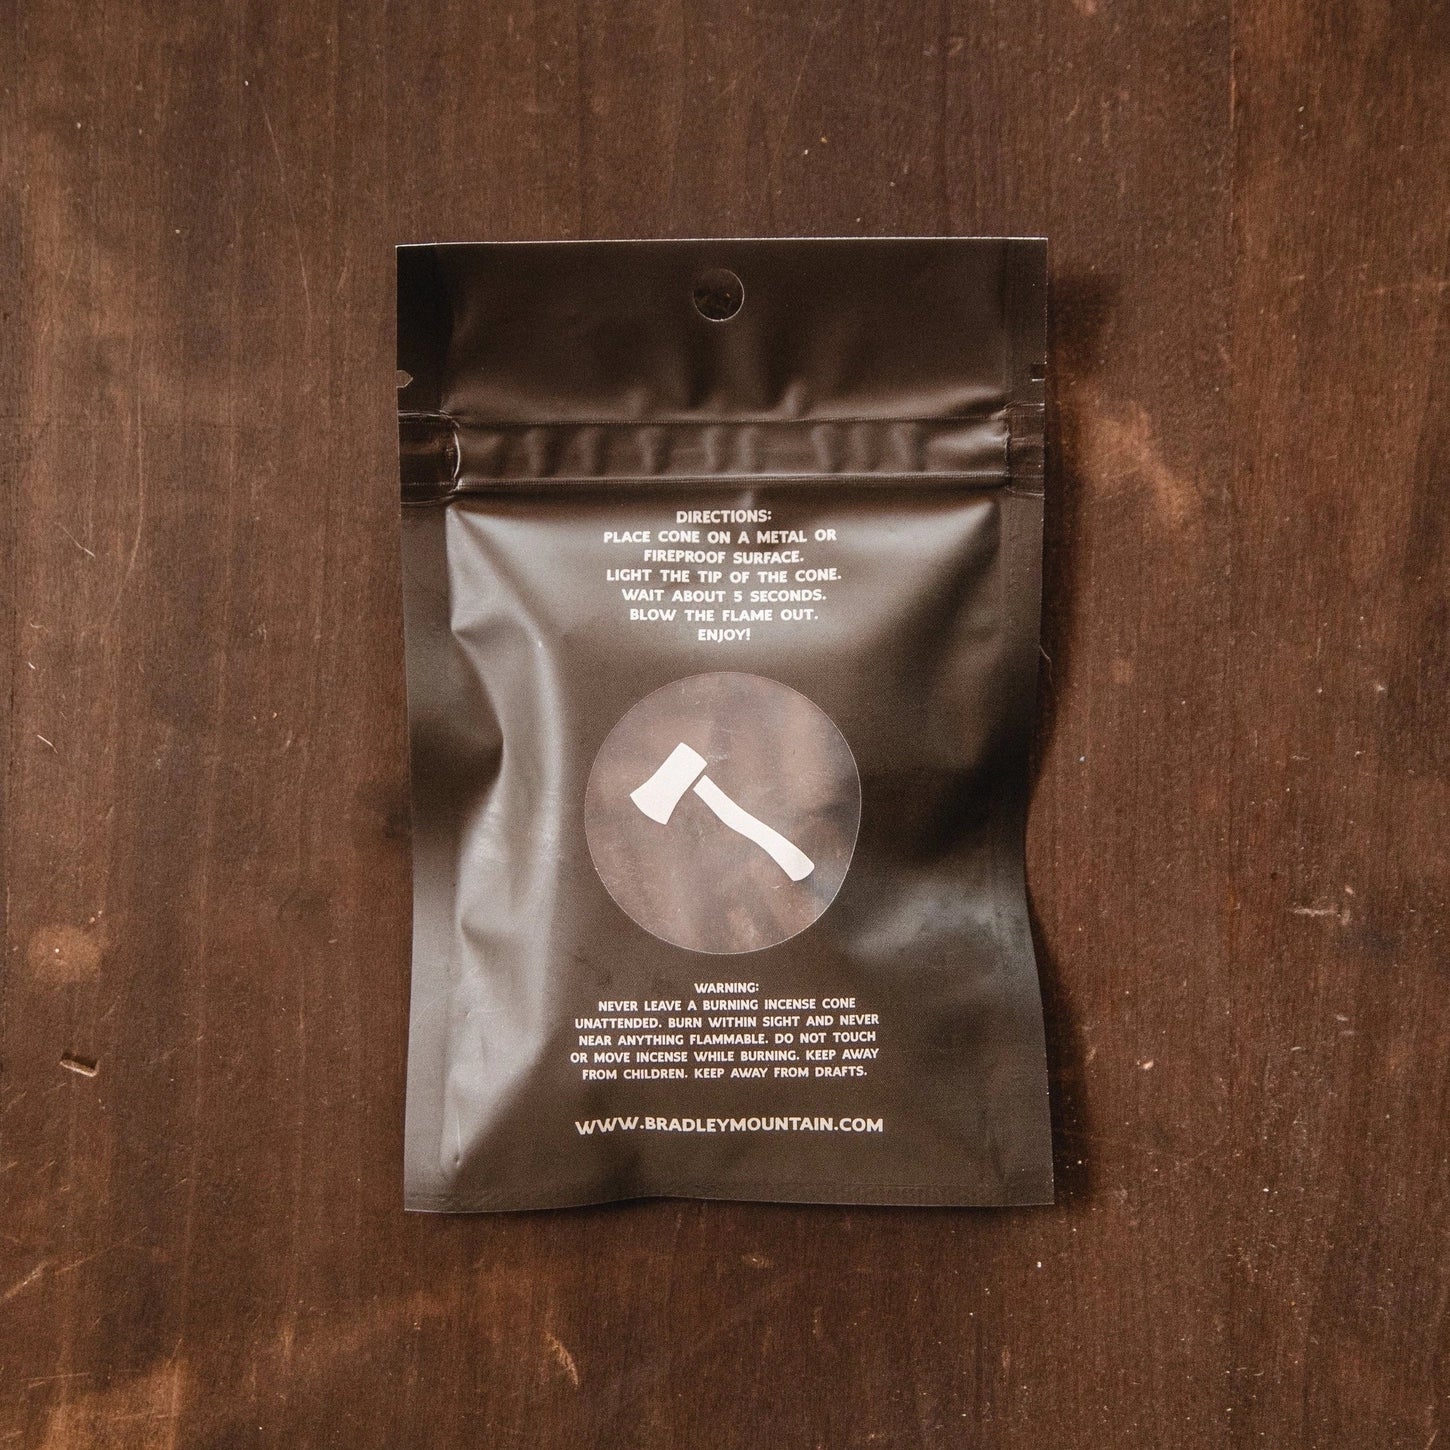 DIRECTIONS:
PLACE CONE ON A METAL OR
FIREPROOF SURFACE.
LIGHT THE TIP OF THE CONE.
WAIT ABOUT 5 SECONDS.
BLOW THE FLAME OUT.
ENJOY!
WARNING:
NEVER LEAVE A BURNING INCENSE CONE
UNATTENDED. BURN WITHIN SIGHT AND NEVER
NEAR ANYTHING FLAMMABLE. DO NOT TOUCH
OR MOVE INCENSE WHILE BURNING. KEEP AWAY
FROM CHILDREN. KEEP AWAY FROM DRAFTS.
WWW.BRADLEYMOUNTAIN.COM